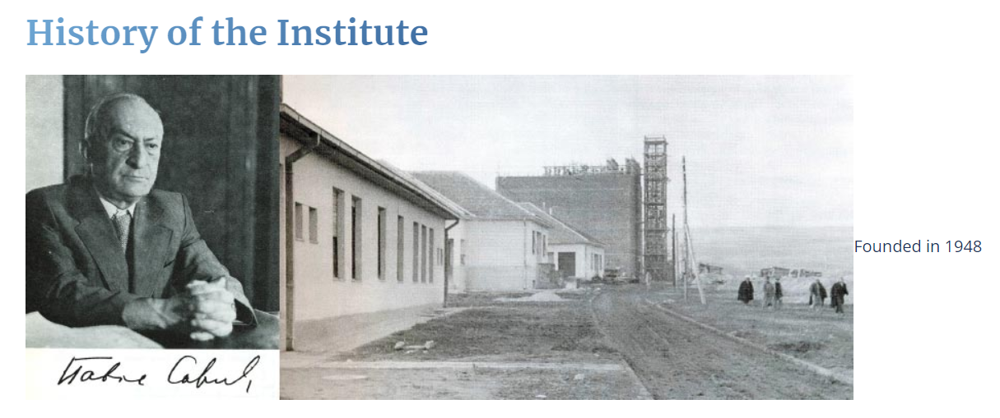 History of the Institute
Founded in 1948
Павле Савић